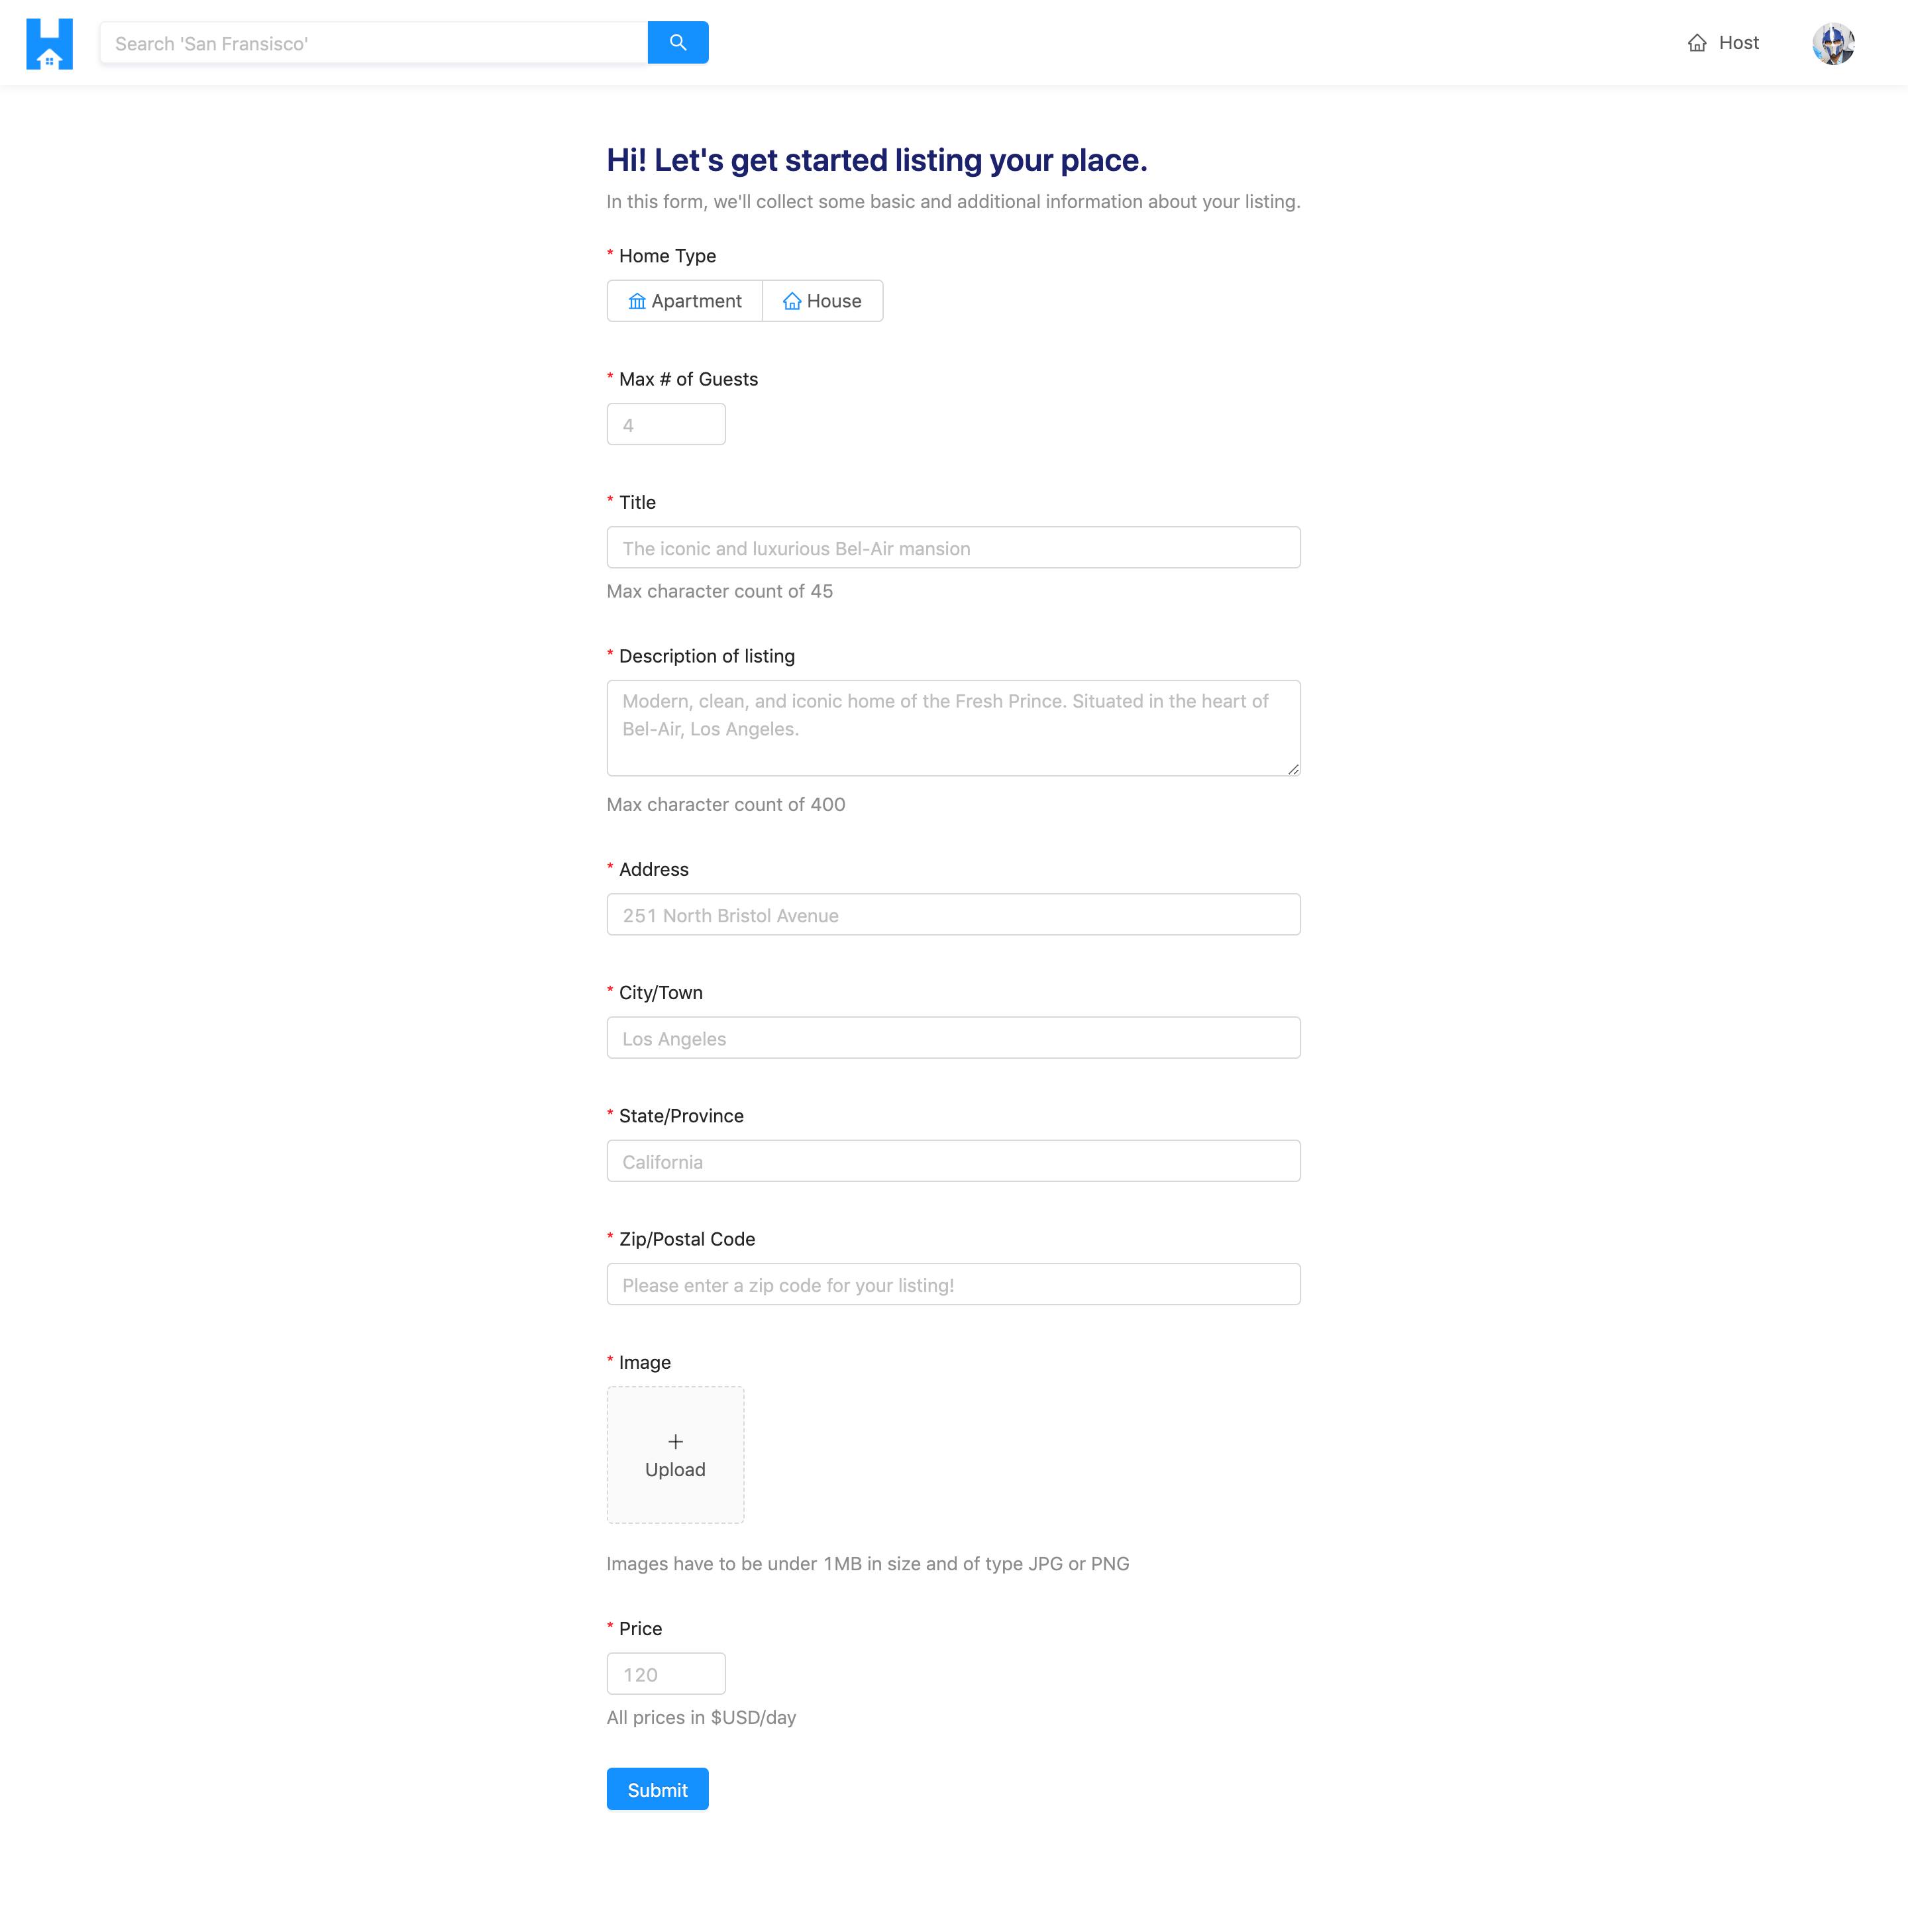 Search 'San Fransisco'
Host
Hi! Let's get started listing your place.
In this form, we'll collect some basic and additional information about your listing.
* Home Type
Apartment House
* Max # of Guests
4
* Title
The iconic and luxurious Bel-Air mansion
Max character count of 45
* Description of listing
Modern, clean, and iconic home of the Fresh Prince. Situated in the heart of
Bel-Air, Los Angeles.
Max character count of 400
* Address
251 North Bristol Avenue
* City/Town
Los Angeles
* State/Province
California
* Zip/Postal Code
Please enter a zip code for your listing!
* Image
+
Upload
Images have to be under 1MB in size and of type JPG or PNG
* Price
120
All prices in $USD/day
Submit